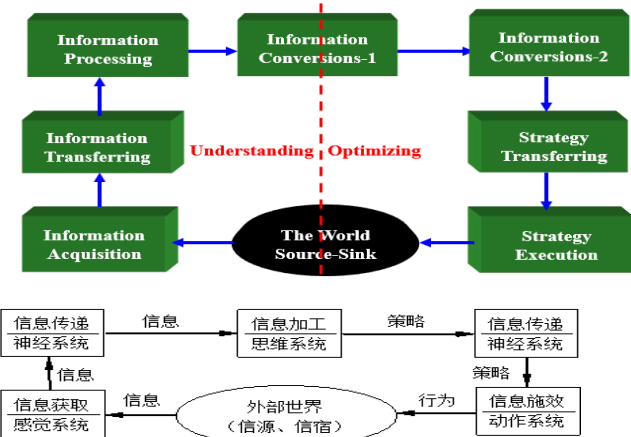 Information
Processing
Information
Conversions-1
Information
Conversions-2
Information
Transferring
Understanding
Optimizing
Strategy
Transferring
Information
Acquisition
The World
Source-Sink
Strategy
Execution
信息传递
神经系统
信息
信息加工
思维系统
策略
信息传递
神经系统
信息
策略
信息获取
感觉系统
信息
外部世界
（信源、信宿）
行为
信息施效
动作系统